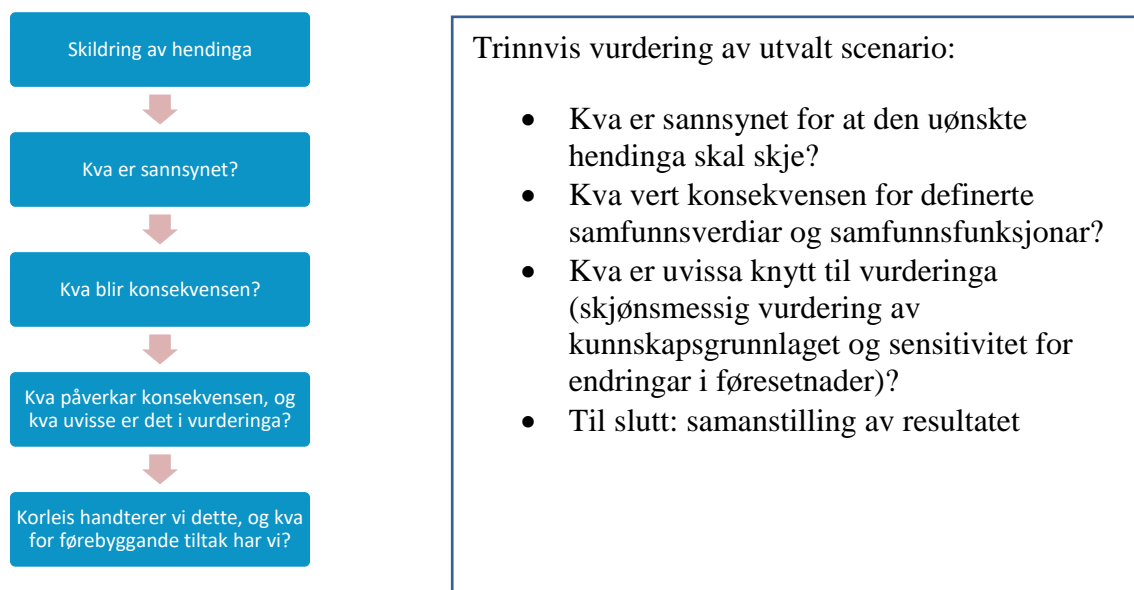 Skildring av hendinga
Kva er sannsynet?
Kva blir konsekvensen?
Kva påverkar konsekvensen, og
kva uvisse er det i vurderinga?
Korleis handterer vi dette, og kva
for førebyggande tiltak har vi?
Trinnvis vurdering av utvalt scenario:
• Kva er sannsynet for at den uønskte
hendinga skal skje?
• Kva vert konsekvensen for definerte
samfunnsverdiar og samfunnsfunksjonar?
• Kva er uvissa knytt til vurderinga
(skjønsmessig vurdering av
kunnskapsgrunnlaget og sensitivitet for
endringar i føresetnader)?
• Til slutt: samanstilling av resultatet